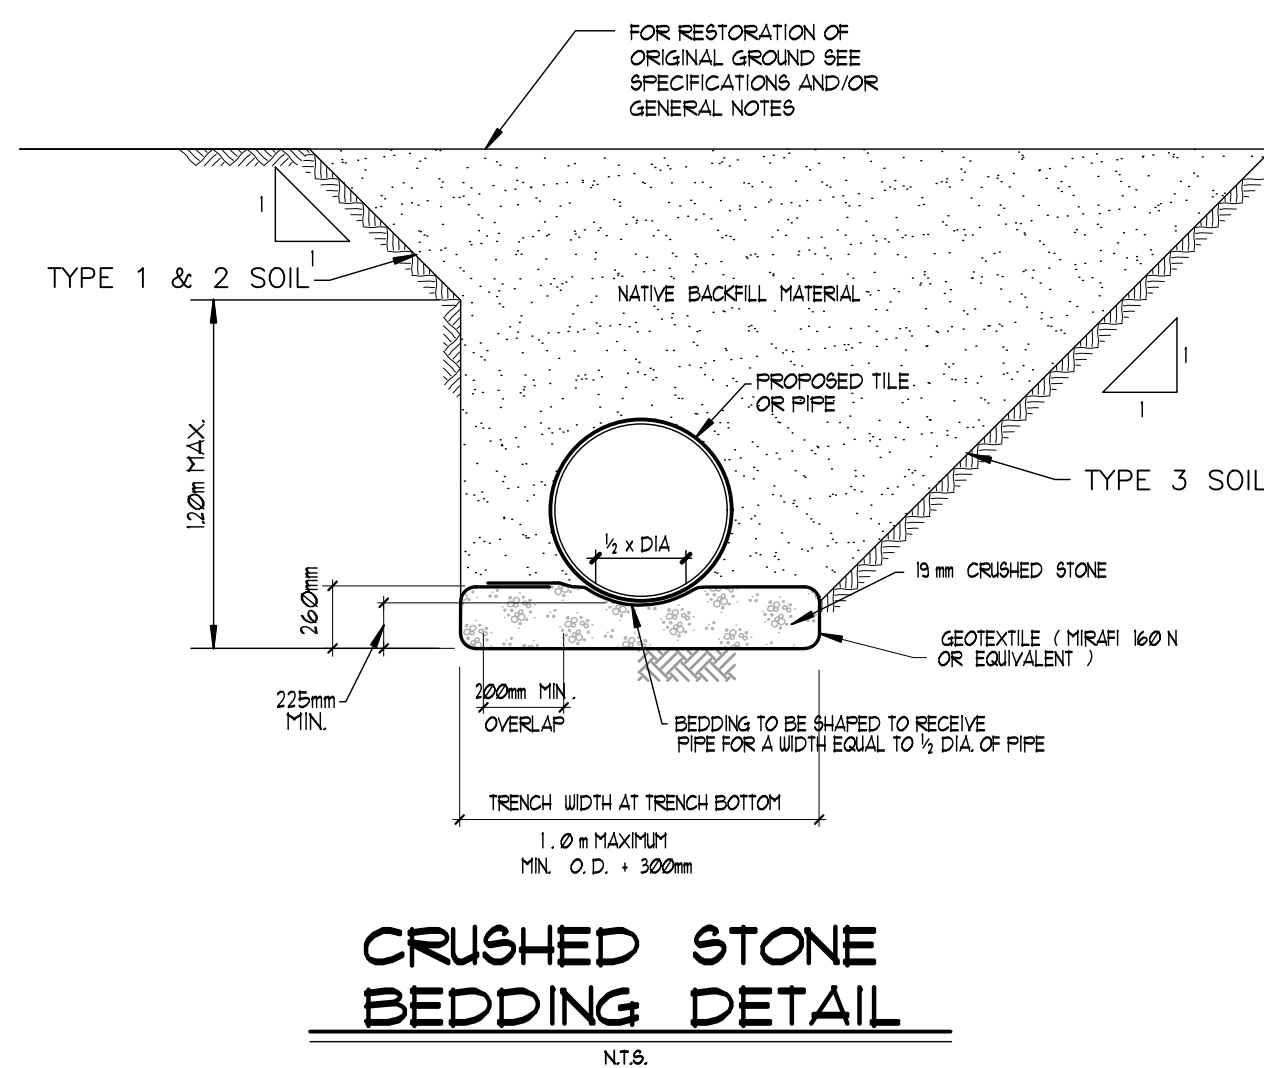 FOR RESTORATION OF
ORIGINAL GROUND SEE
SPECIFICATIONS AND/OR
GENERAL NOTES
1
1
TYPE 1 & 2 SOIL
NATIVE BACKFILL MATERIAL
1
1
PROPOSED TILE
OR PIPE
1.20m MAX.
TYPE 3 SOIL
½ x DIA
19 mm CRUSHED STONE
260mm
GEOTEXTILE ( MIRAFI 160 N
OR EQUIVALENT )
225mm
MIN.
200mm MIN.
OVERLAP
BEDDING TO BE SHAPED TO RECEIVE
PIPE FOR A WIDTH EQUAL TO ½ DIA. OF PIPE
TRENCH WIDTH AT TRENCH BOTTOM
1.0 m MAXIMUM
MIN. O.D. + 300mm
CRUSHED STONE
BEDDING DETAIL
N.T.S.